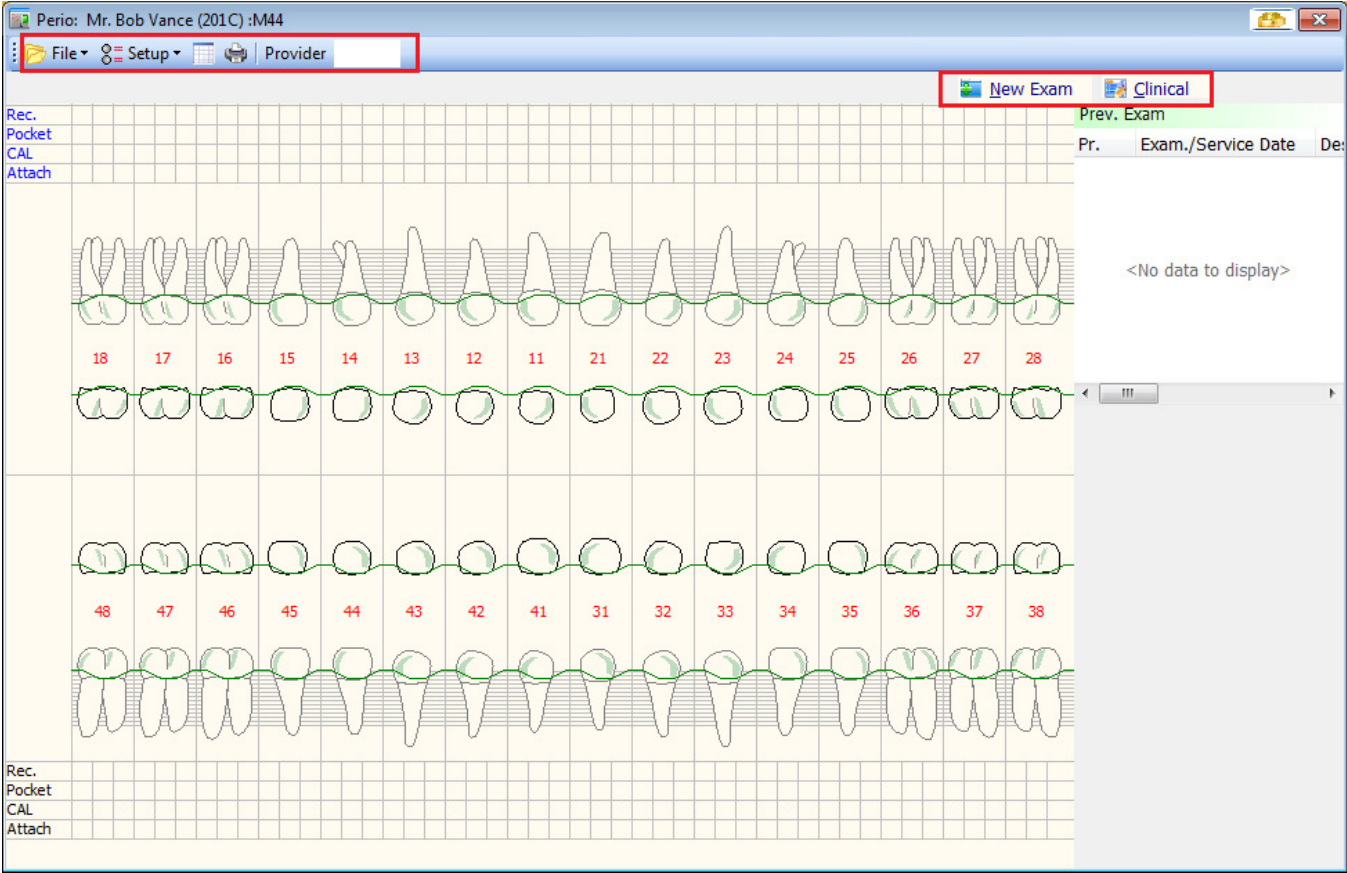 Perio: Mr. Bob Vance (201C) :M44
File Setup Provider
New Exam Clinical
Rec.
Pocket
CAL
Attach
Prev. Exam
Pr. Exam./Service Date Des
<No data to display>
18 17 16 15 14 13 12 11 21 22 23 24 25 26 27 28
48 47 46 45 44 43 42 41 31 32 33 34 35 36 37 38
Rec.
Pocket
CAL
Attach